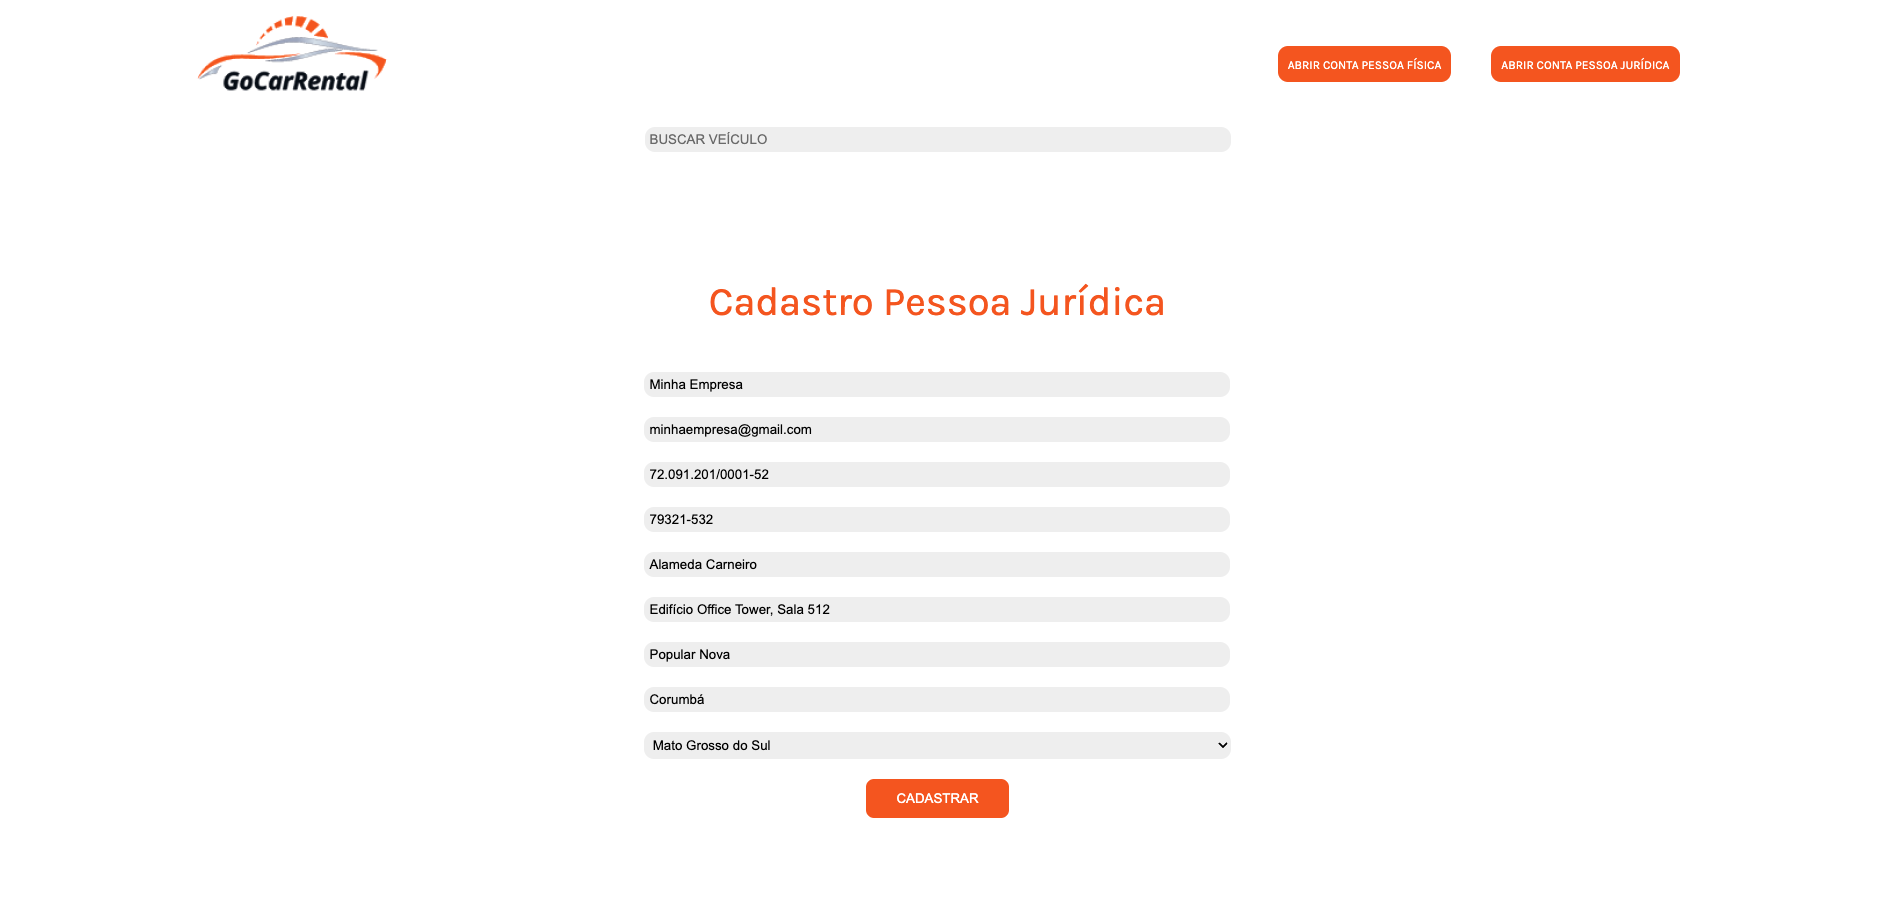 GoCarRental
ABRIR CONTA PESSOA FÍSICA
ABRIR CONTA PESSOA JURÍDICA
BUSCAR VEÍCULO
Cadastro Pessoa Jurídica
Minha Empresa
minhaempresa@gmail.com
72.091.201/0001-52
79321-532
Alameda Carneiro
Edifício Office Tower, Sala 512
Popular Nova
Corumbá
Mato Grosso do Sul
CADASTRAR